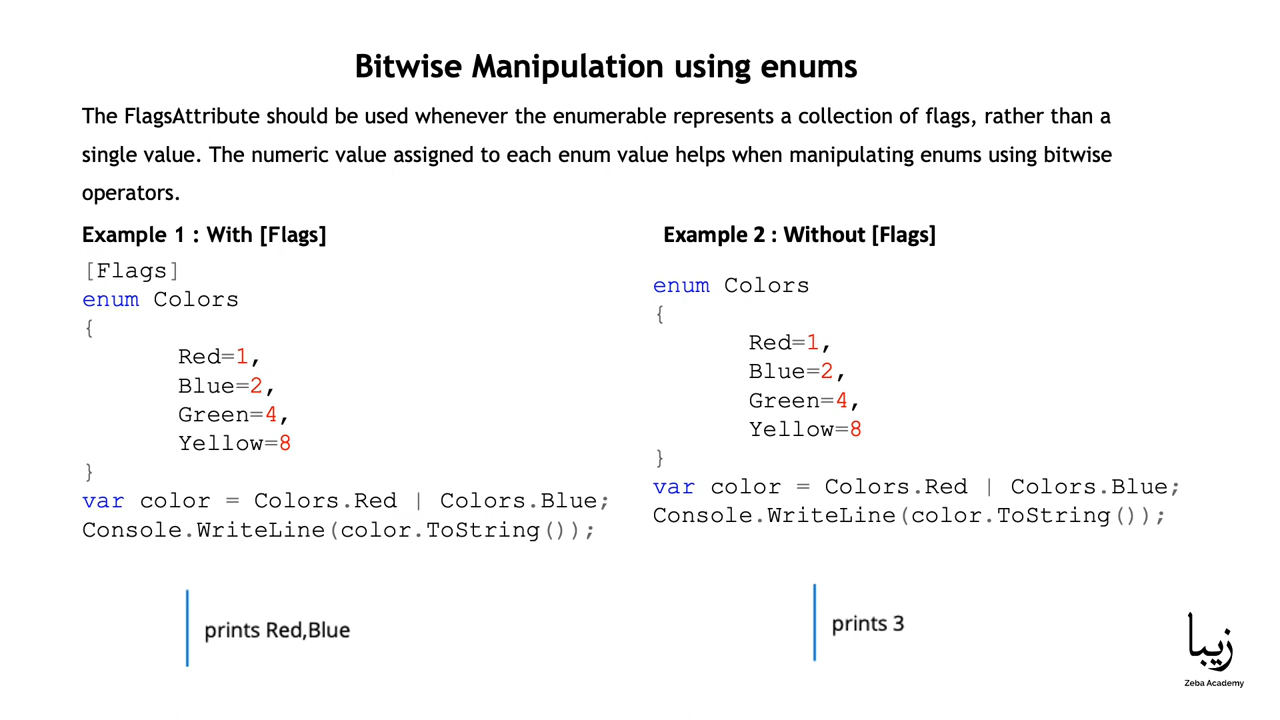 Bitwise Manipulation using enums
The FlagsAttribute should be used whenever the enumerable represents a collection of flags, rather than a
single value. The numeric value assigned to each enum value helps when manipulating enums using bitwise
operators.
Example 1 : With [Flags]
[Flags]
enum Colors
{
Red=1,
Blue=2,
Green=4,
Yellow=8
}
var color = Colors.Red | Colors.Blue;
Console.WriteLine(color.ToString());
prints Red,Blue
Example 2 : Without [Flags]
enum Colors
{
Red=1,
Blue=2,
Green=4,
Yellow=8
}
var color = Colors.Red | Colors.Blue;
Console.WriteLine(color.ToString());
prints 3
زيبا
Zeba Academy